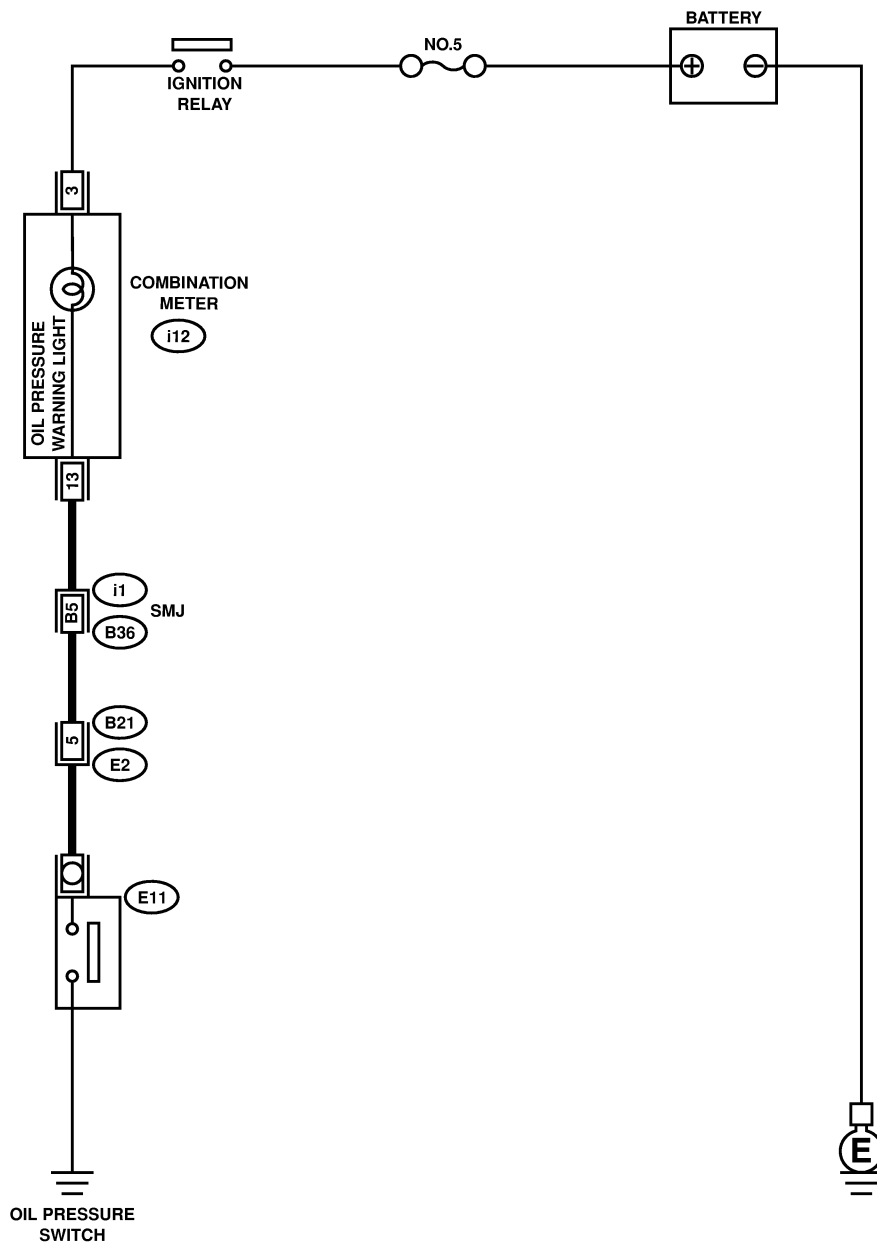 BATTERY
NO.5
IGNITION
RELAY
3
COMBINATION
METER
i12
OIL PRESSURE
WARNING LIGHT
13
i1
B5
SMJ
B36
B21
5
E2
E11
E
OIL PRESSURE
SWITCH